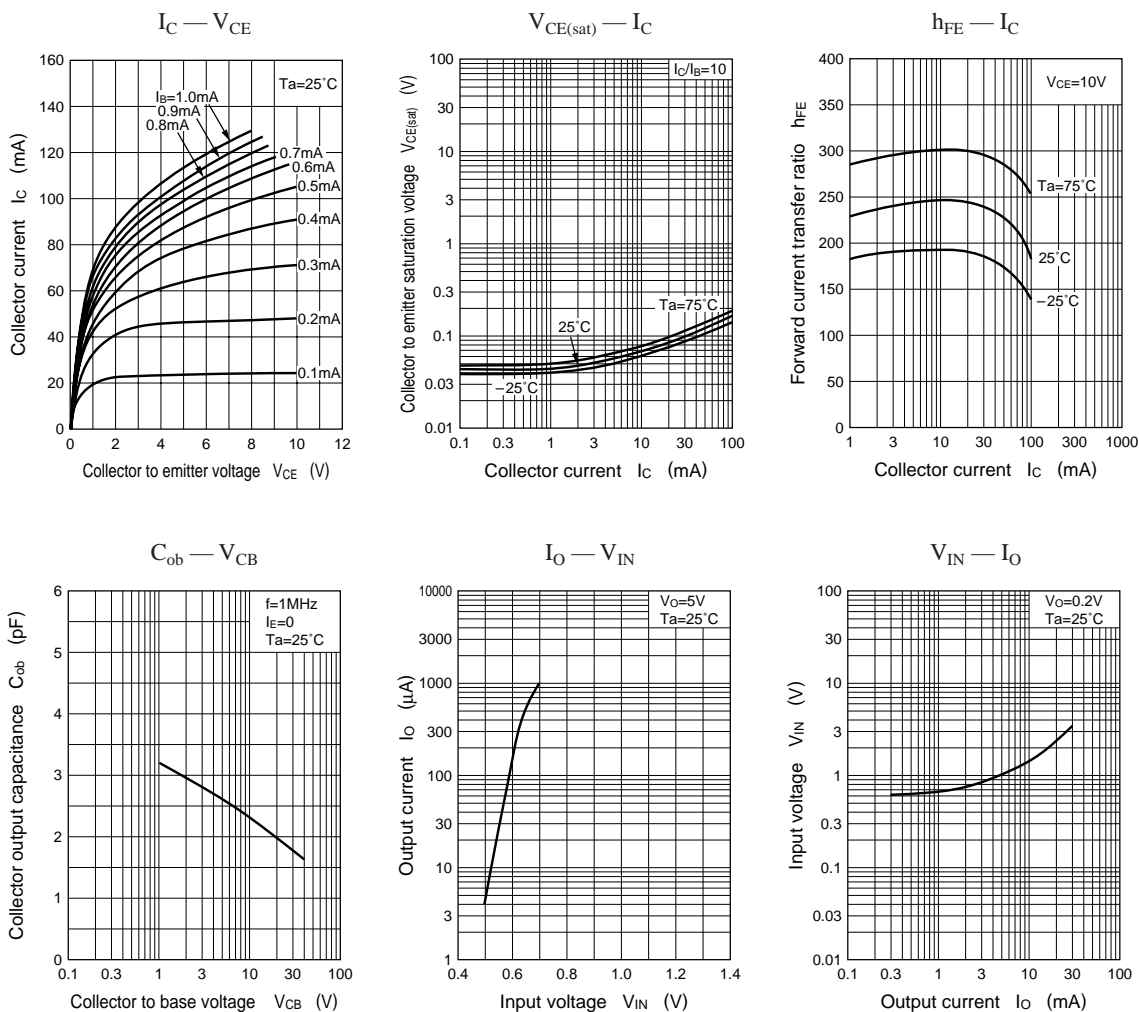 I_C — V_CE
160
140
120
100
80
60
40
20
0
0 2 4 6 8 10 12
Ta=25˚C
I_B=1.0mA
0.9mA
0.8mA
0.7mA
0.6mA
0.5mA
0.4mA
0.3mA
0.2mA
0.1mA
Collector current I_C (mA)
Collector to emitter voltage V_CE (V)
V_CE(sat) — I_C
100
30
10
3
1
0.3
0.1
0.03
0.01
0.1 0.3 1 3 10 30 100
I_C/I_B=10
Ta=75˚C
25˚C
–25˚C
Collector to emitter saturation voltage V_CE(sat) (V)
Collector current I_C (mA)
h_FE — I_C
400
350
300
250
200
150
100
50
0
1 3 10 30 100 300 1000
V_CE=10V
Ta=75˚C
25˚C
–25˚C
Forward current transfer ratio h_FE
Collector current I_C (mA)
C_ob — V_CB
6
5
4
3
2
1
0
0.1 0.3 1 3 10 30 100
f=1MHz
I_E=0
Ta=25˚C
Collector output capacitance C_ob (pF)
Collector to base voltage V_CB (V)
I_O — V_IN
10000
3000
1000
300
100
30
10
3
1
0.4 0.6 0.8 1.0 1.2 1.4
V_O=5V
Ta=25˚C
Output current I_O (µA)
Input voltage V_IN (V)
V_IN — I_O
100
30
10
3
1
0.3
0.1
0.03
0.01
0.1 0.3 1 3 10 30 100
V_O=0.2V
Ta=25˚C
Input voltage V_IN (V)
Output current I_O (mA)